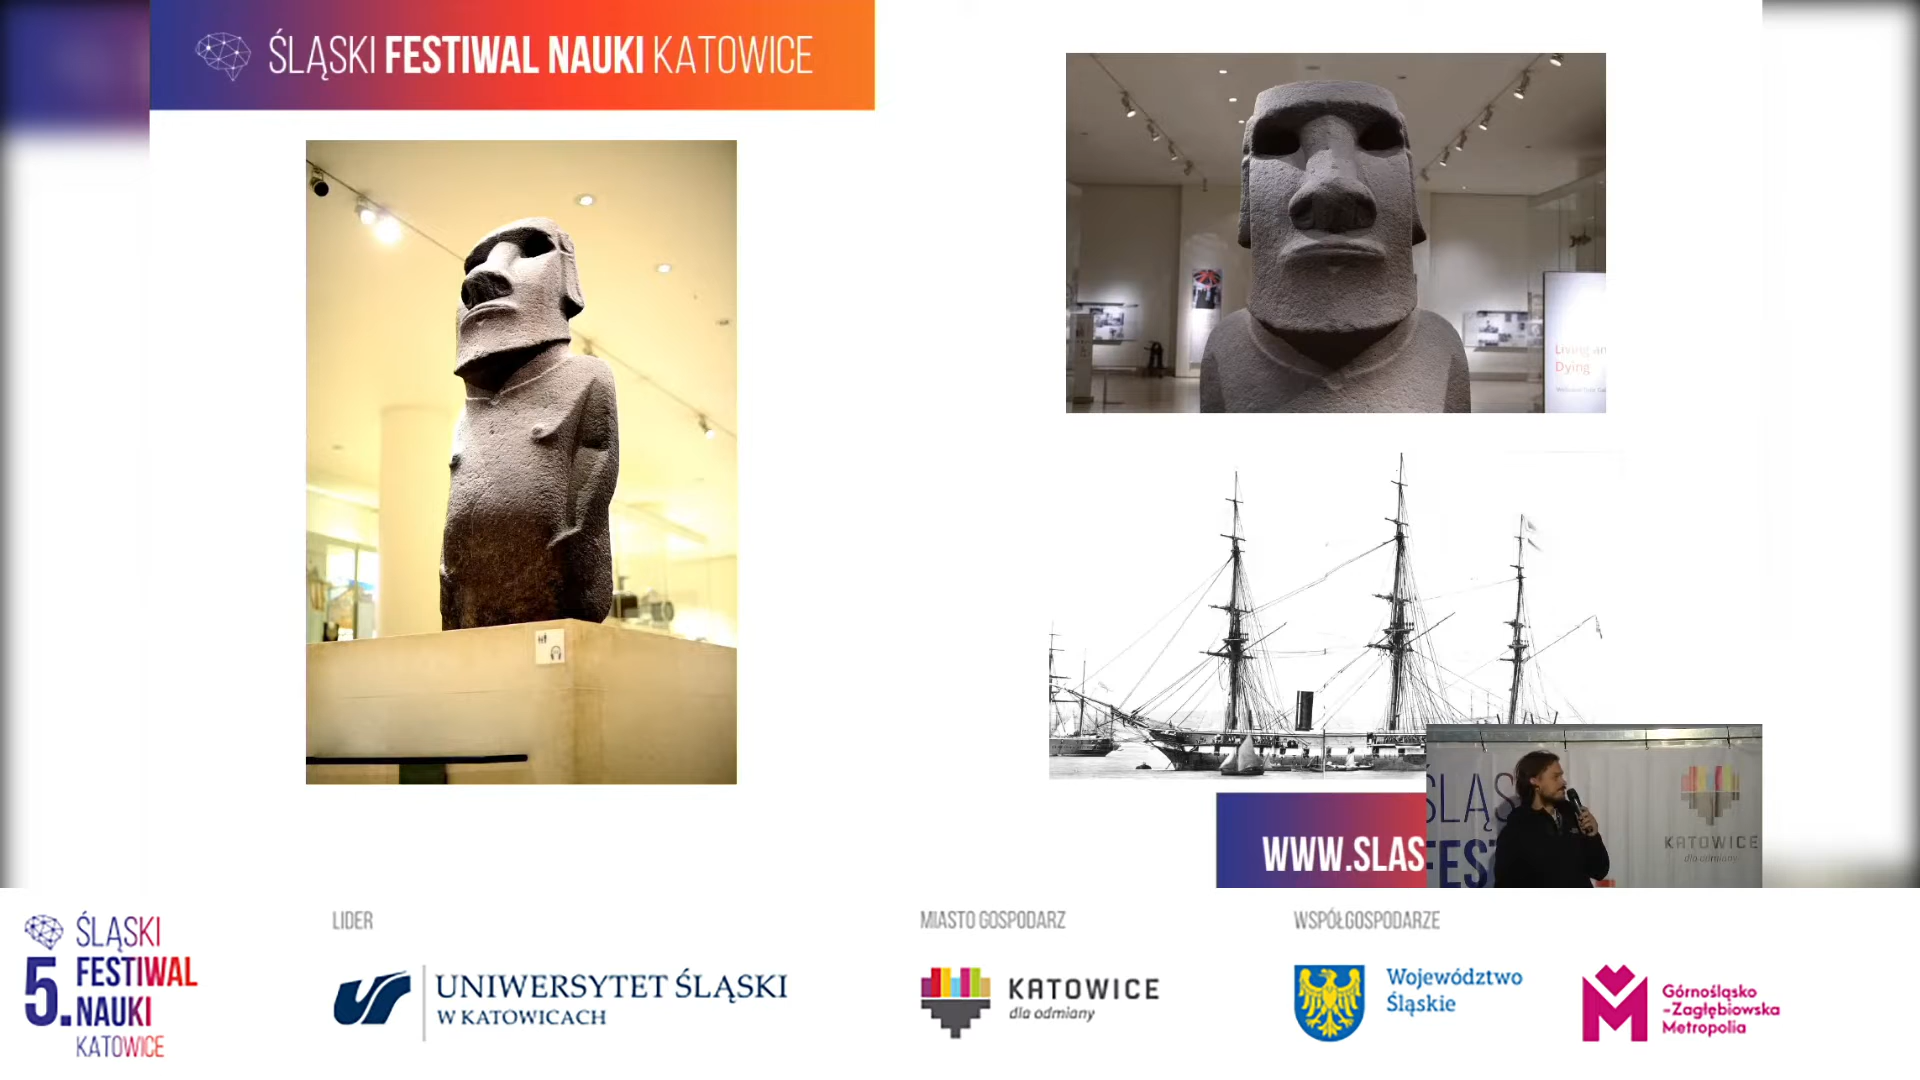 ŚLĄSKI FESTIWAL NAUKI KATOWICE
Living an
Dying
WWW.SLAS
ŚLĄS
FEST
KATOWICE
dla odmiany
ŚLĄSKI
5. FESTIWAL
NAUKI
KATOWICE
LIDER
UNIWERSYTET ŚLĄSKI
W KATOWICACH
MIASTO GOSPODARZ
KATOWICE
dla odmiany
WSPÓŁGOSPODARZE
Województwo
Śląskie
Górnośląsko
-Zagłębiowska
Metropolia